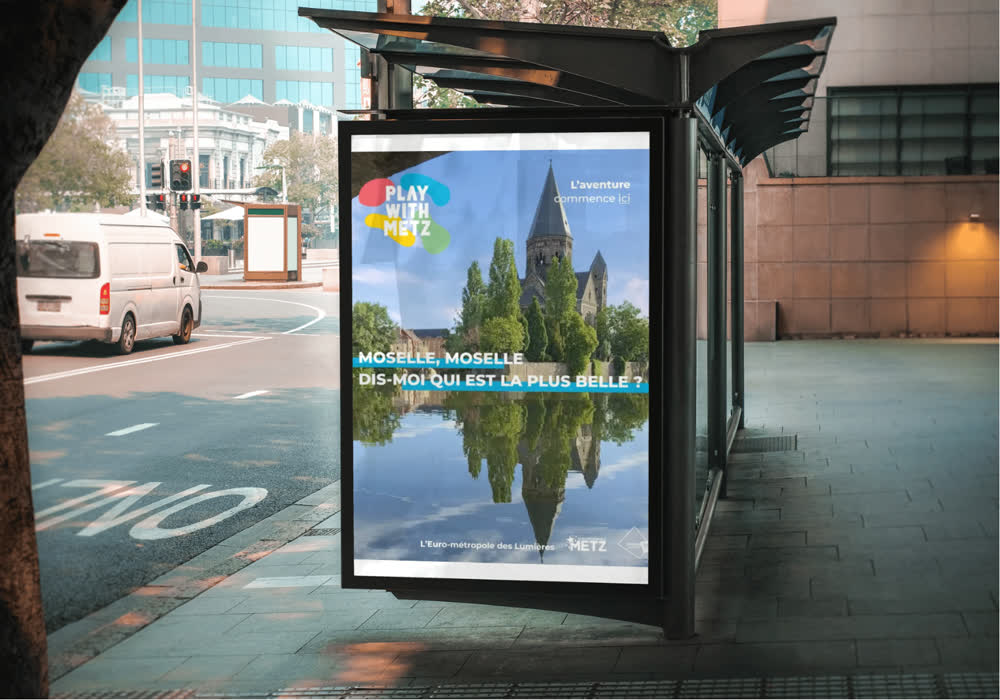 PLAY
WITH
METZ
L'aventure
commence ici
MOSELLE, MOSELLE
DIS-MOI QUI EST LA PLUS BELLE ?
L'Euro-métropole des Lumières
METZ
NO